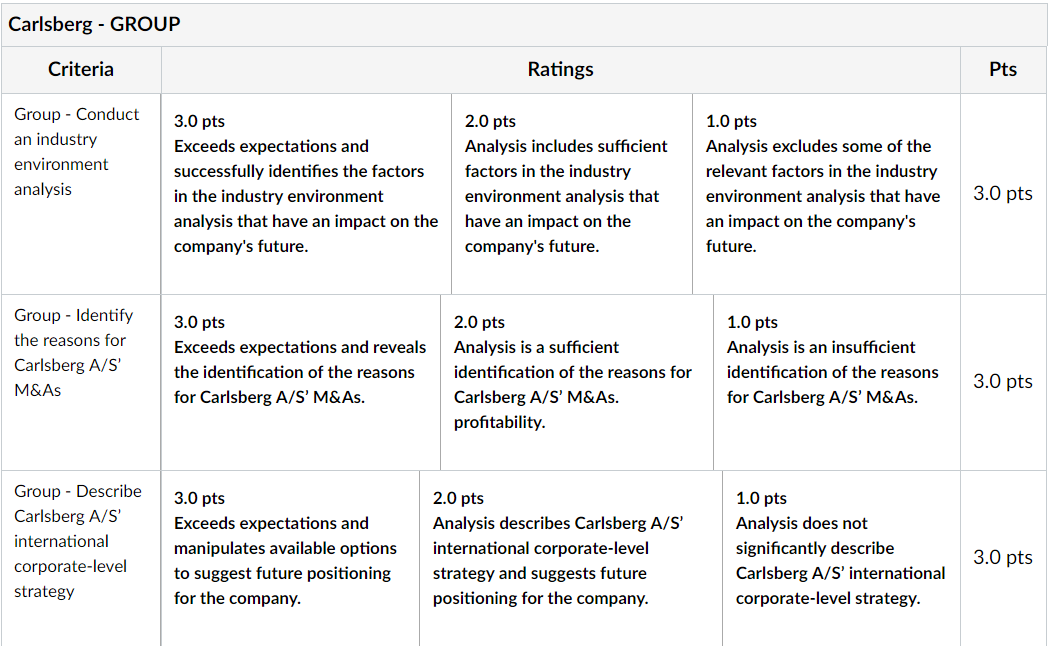 Carlsberg - GROUP
Criteria
Ratings
Pts
Group - Conduct
an industry
environment
analysis
3.0 pts
Exceeds expectations and
successfully identifies the factors
in the industry environment
analysis that have an impact on the
company's future.
2.0 pts
Analysis includes sufficient
factors in the industry
environment analysis that
have an impact on the
company's future.
1.0 pts
Analysis excludes some of the
relevant factors in the industry
environment analysis that have
an impact on the company's
future.
3.0 pts
Group - Identify
the reasons for
Carlsberg A/S’
M&As
3.0 pts
Exceeds expectations and reveals
the identification of the reasons
for Carlsberg A/S’ M&As.
2.0 pts
Analysis is a sufficient
identification of the reasons for
Carlsberg A/S’ M&As.
profitability.
1.0 pts
Analysis is an insufficient
identification of the reasons
for Carlsberg A/S’ M&As.
3.0 pts
Group - Describe
Carlsberg A/S’
international
corporate-level
strategy
3.0 pts
Exceeds expectations and
manipulates available options
to suggest future positioning
for the company.
2.0 pts
Analysis describes Carlsberg A/S’
international corporate-level
strategy and suggests future
positioning for the company.
1.0 pts
Analysis does not
significantly describe
Carlsberg A/S’ international
corporate-level strategy.
3.0 pts